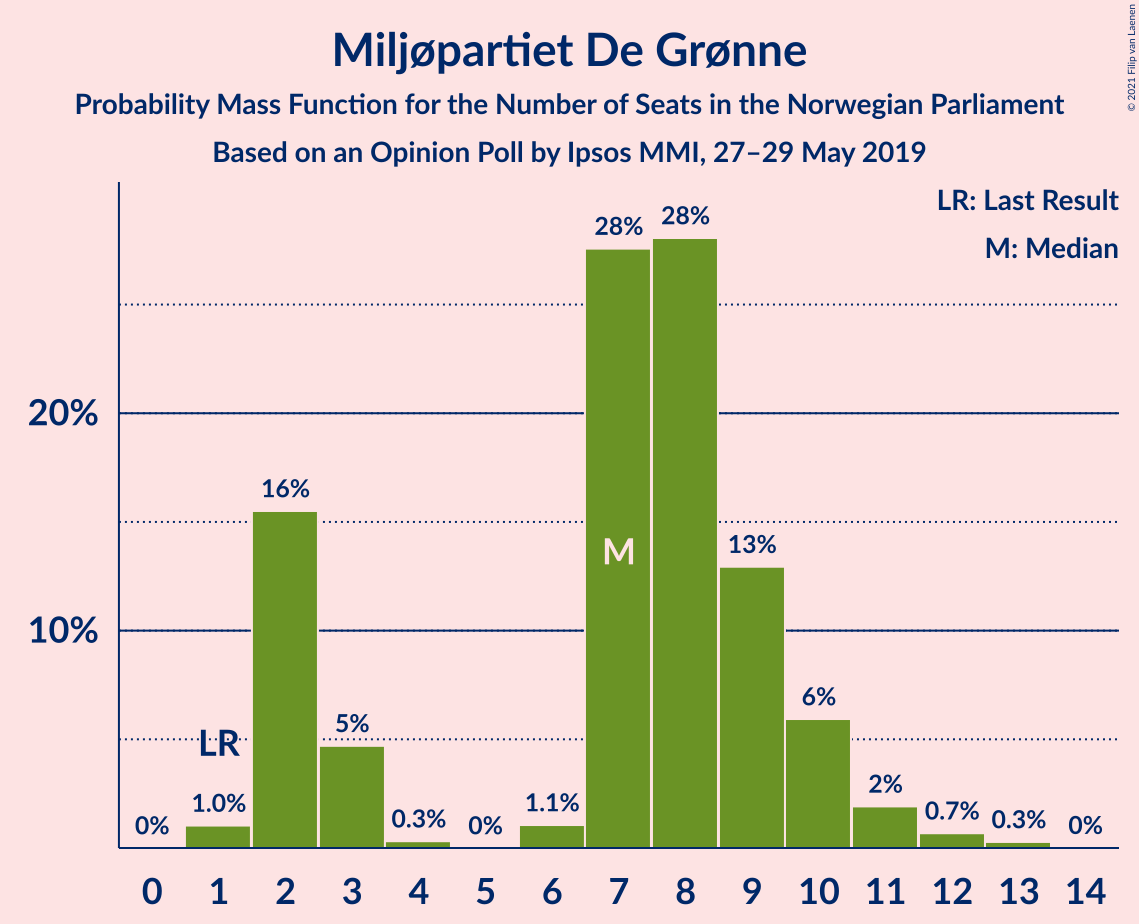 Miljøpartiet De Grønne
Probability Mass Function for the Number of Seats in the Norwegian Parliament
Based on an Opinion Poll by Ipsos MMI, 27–29 May 2019
© 2021 Filip van Laenen
LR: Last Result
M: Median
28%
28%
20%
16%
M
13%
10%
6%
5%
LR
2%
1.0%
1.1%
0.7%
0%
0.3%
0%
0.3%
0%
0 1 2 3 4 5 6 7 8 9 10 11 12 13 14